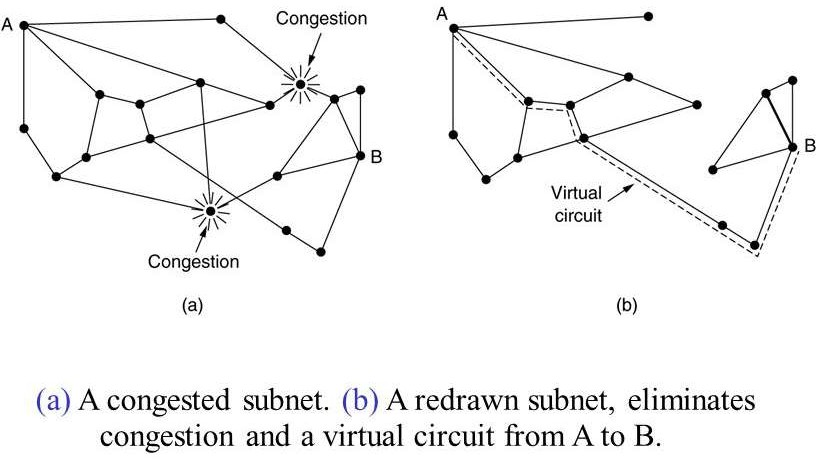 A
Congestion
B
Congestion
(a)
A
B
Virtual
circuit
(b)
(a) A congested subnet. (b) A redrawn subnet, eliminates
congestion and a virtual circuit from A to B.